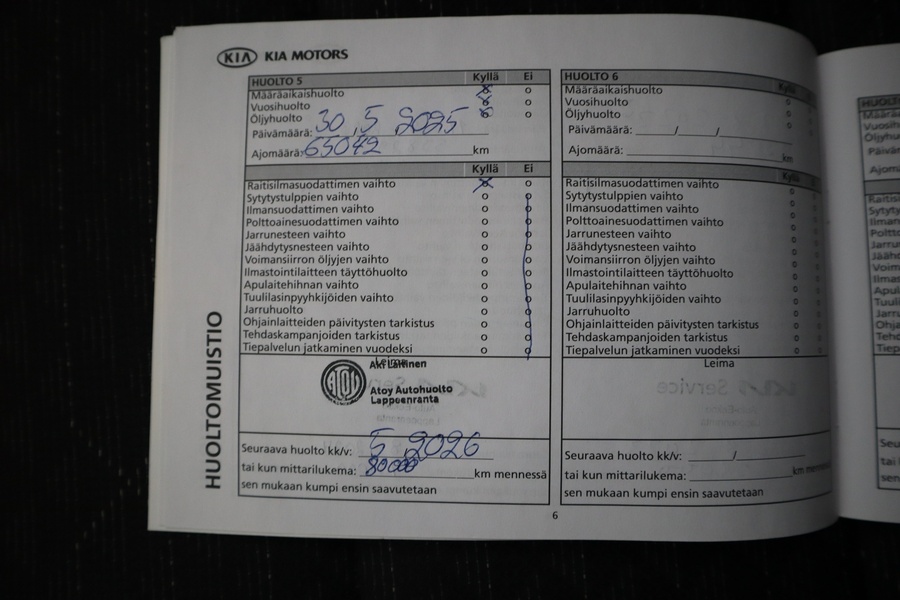 KIA KIA MOTORS
HUOLTO 5 Kyllä Ei
Määräaikaishuolto x o
Vuosihuolto x o
Öljyhuolto x o
Päivämäärä: 30 / 5 / 2025
Ajomäärä: 65042 km
Kyllä Ei
Raitisilmasuodattimen vaihto x o
Sytytystulppien vaihto o o
Ilmansuodattimen vaihto o o
Polttoainesuodattimen vaihto o o
Jarrunesteen vaihto o o
Jäähdytysnesteen vaihto o o
Voimansiirron öljyjen vaihto o o
Ilmastointilaitteen täyttöhuolto o o
Apulaitehihnan vaihto o o
Tuulilasinpyyhkijöiden vaihto o o
Jarruhuolto o o
Ohjainlaitteiden päivitysten tarkistus o o
Tehdaskampanjoiden tarkistus o o
Tiepalvelun jatkaminen vuodeksi o o
Leima
ATOY
Atoy Autohuolto
Lappeenranta
Seuraava huolto kk/v: 5 / 2026
tai kun mittarilukema: 80000 km mennessä
sen mukaan kumpi ensin saavutetaan
HUOLTO 6 Kyllä
Määräaikaishuolto o
Vuosihuolto o
Öljyhuolto o
Päivämäärä: / /
Ajomäärä: km
Kyllä
Raitisilmasuodattimen vaihto o
Sytytystulppien vaihto o
Ilmansuodattimen vaihto o
Polttoainesuodattimen vaihto o
Jarrunesteen vaihto o
Jäähdytysnesteen vaihto o
Voimansiirron öljyjen vaihto o
Ilmastointilaitteen täyttöhuolto o
Apulaitehihnan vaihto o
Tuulilasinpyyhkijöiden vaihto o
Jarruhuolto o
Ohjainlaitteiden päivitysten tarkistus o
Tehdaskampanjoiden tarkistus o
Tiepalvelun jatkaminen vuodeksi o
Leima
Seuraava huolto kk/v: /
tai kun mittarilukema: km mennessä
sen mukaan kumpi ensin saavutetaan
HUOLTOMUISTIO
6